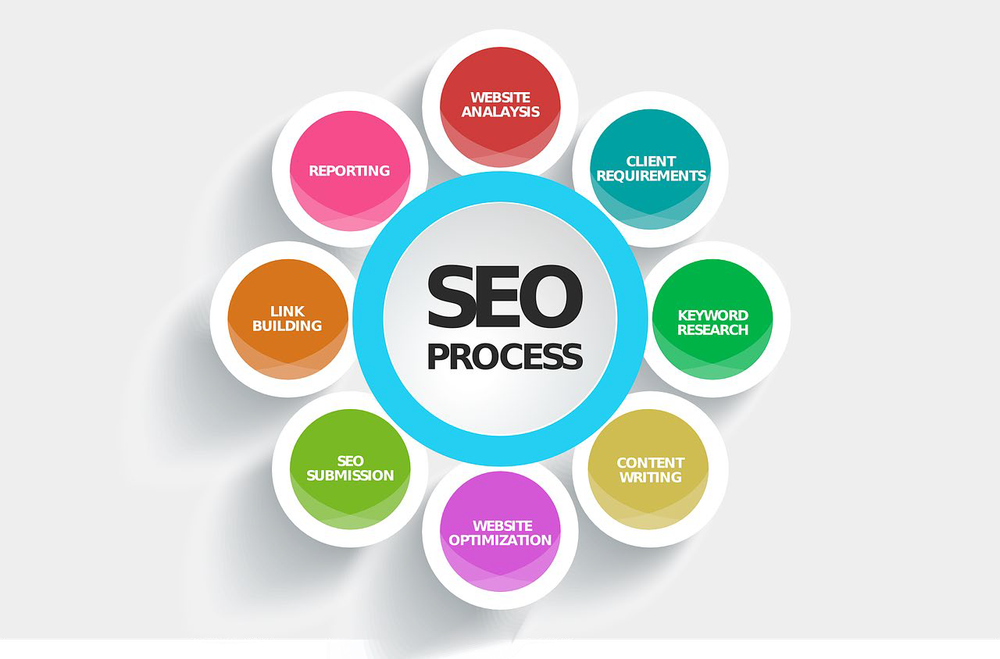 WEBSITE
ANALAYSIS
CLIENT
REQUIREMENTS
KEYWORD
RESEARCH
CONTENT
WRITING
WEBSITE
OPTIMIZATION
SEO
SUBMISSION
LINK
BUILDING
REPORTING
SEO
PROCESS